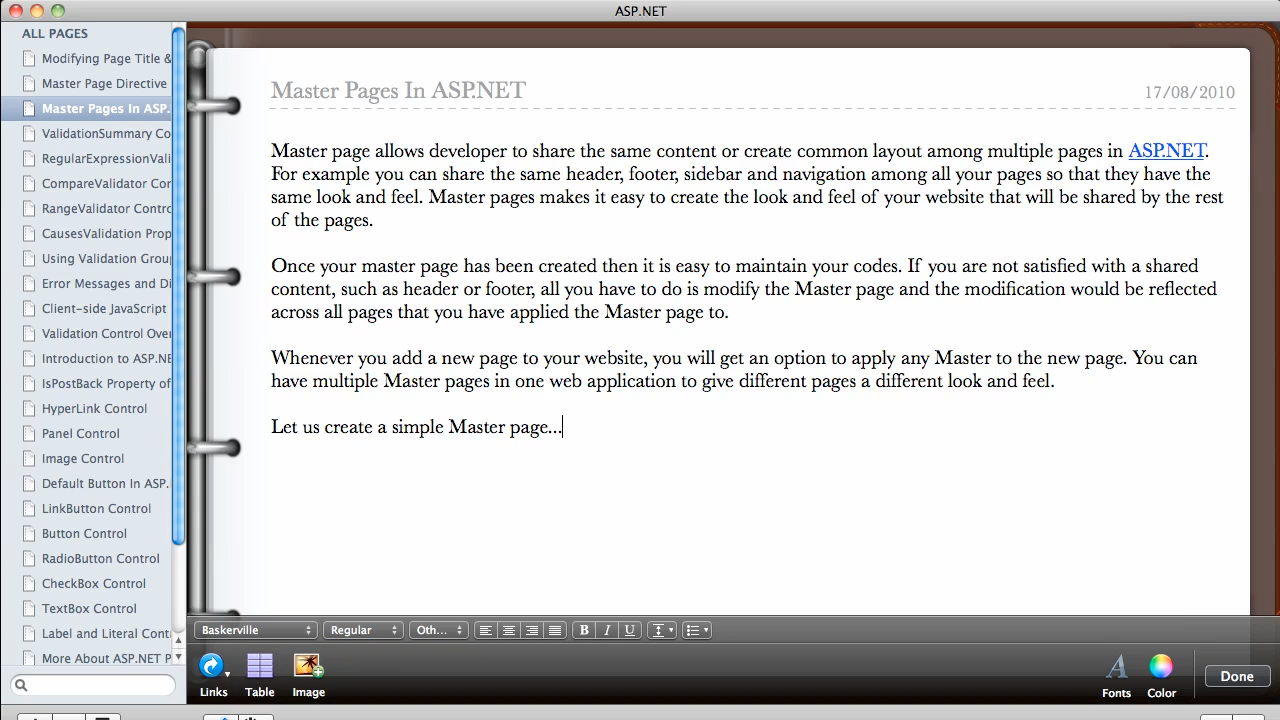 ASP.NET
ALL PAGES
Modifying Page Title &
Master Page Directive
Master Pages In ASP.
ValidationSummary Co
RegularExpressionVali
CompareValidator Con
RangeValidator Contro
CausesValidation Prop
Using Validation Grou
Error Messages and Di
Client-side JavaScript
Validation Control Over
Introduction to ASP.NE
IsPostBack Property of
HyperLink Control
Panel Control
Image Control
Default Button In ASP.
LinkButton Control
Button Control
RadioButton Control
CheckBox Control
TextBox Control
Label and Literal Cont
More About ASP.NET P
Master Pages In ASP.NET
17/08/2010
Master page allows developer to share the same content or create common layout among multiple pages in ASP.NET.
For example you can share the same header, footer, sidebar and navigation among all your pages so that they have the
same look and feel. Master pages makes it easy to create the look and feel of your website that will be shared by the rest
of the pages.
Once your master page has been created then it is easy to maintain your codes. If you are not satisfied with a shared
content, such as header or footer, all you have to do is modify the Master page and the modification would be reflected
across all pages that you have applied the Master page to.
Whenever you add a new page to your website, you will get an option to apply any Master to the new page. You can
have multiple Master pages in one web application to give different pages a different look and feel.
Let us create a simple Master page...
Baskerville
Regular
Oth...
B I U
Links
Table
Image
Fonts
Color
Done